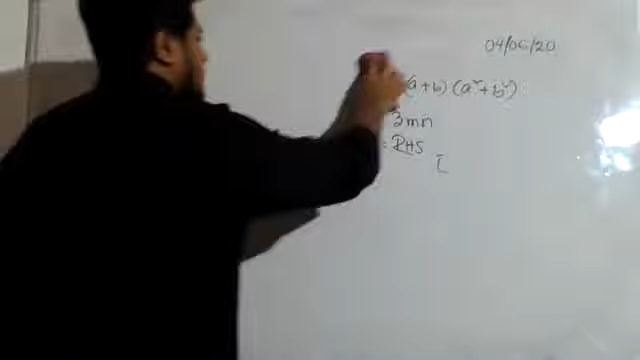 04/06/20
(a+b) (a²+b²)
3mn
= RHS
[